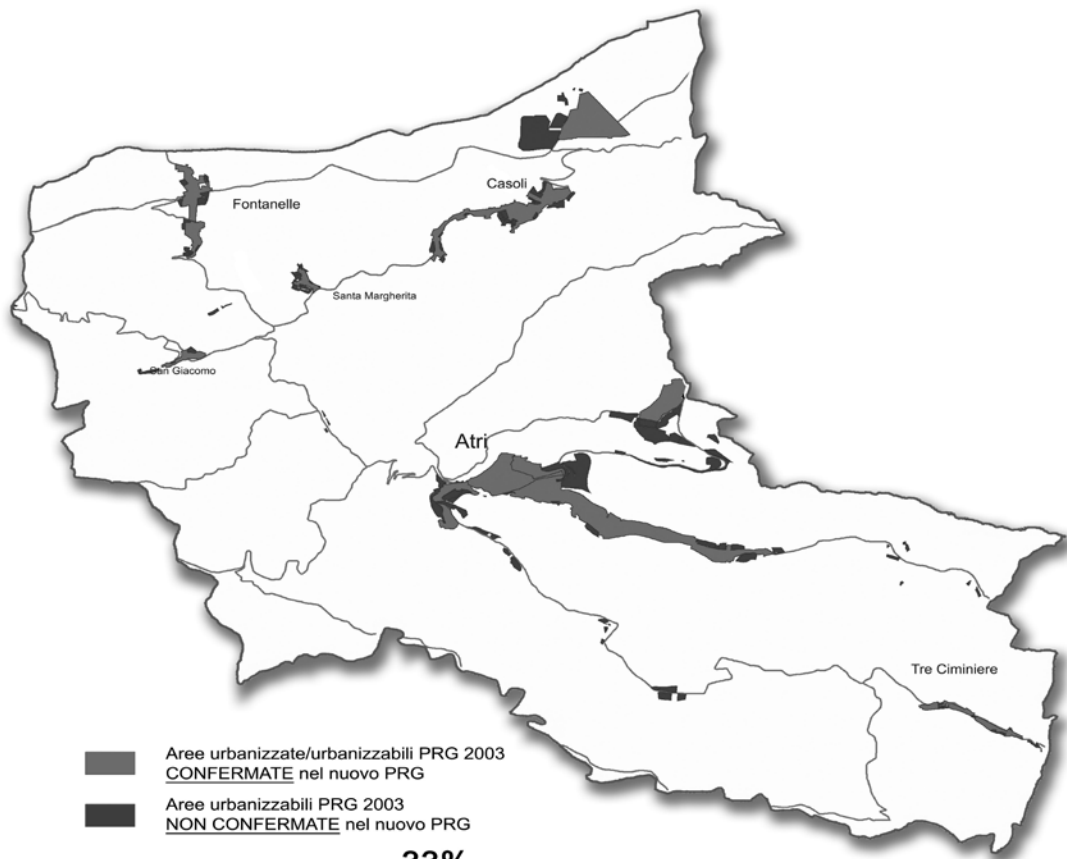 Casoli
Fontanelle
Santa Margherita
San Giacomo
Atri
Tre Ciminiere
Aree urbanizzate/urbanizzabili PRG 2003
CONFERMATE nel nuovo PRG
Aree urbanizzabili PRG 2003
NON CONFERMATE nel nuovo PRG